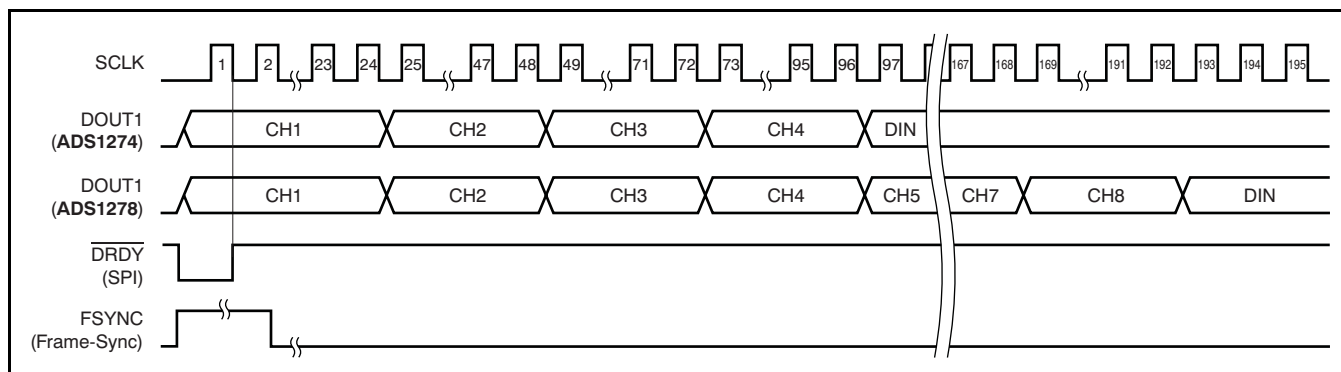 SCLK 1 2 23 24 25 47 48 49 71 72 73 95 96 97 167 168 169 191 192 193 194 195
DOUT1
(ADS1274) CH1 CH2 CH3 CH4 DIN
DOUT1
(ADS1278) CH1 CH2 CH3 CH4 CH5 CH7 CH8 DIN
DRDY
(SPI)
FSYNC
(Frame-Sync)